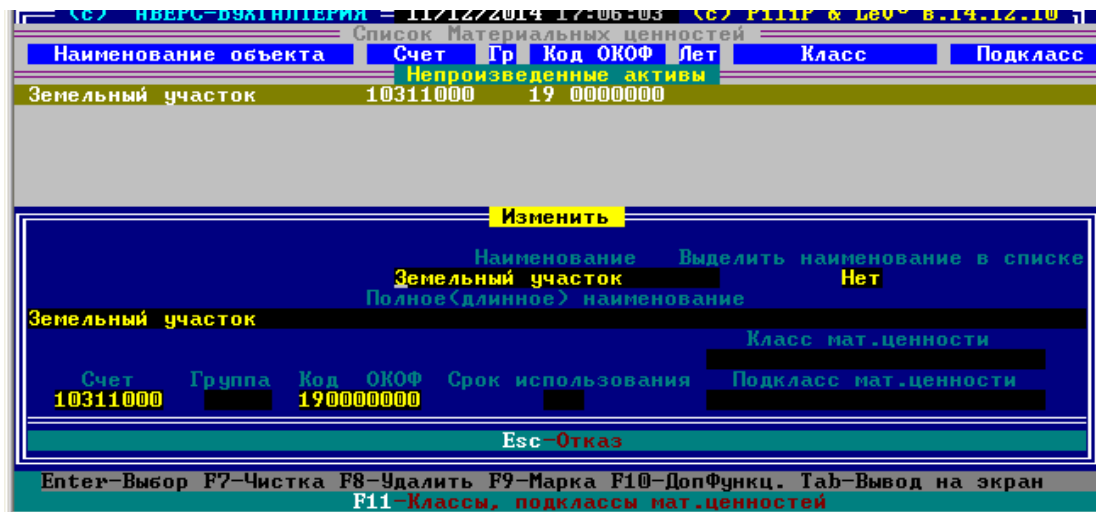 (c) АВЕРС-БУХГАЛТЕРИЯ = 11/12/2014 17:06:03 (c) PillP & LeV° в.14.12.10
Список Материальных ценностей
Наименование объекта Счет Гр Код ОКОФ Лет Класс Подкласс
Непроизведенные активы
Земельный участок 10311000 19 0000000
Изменить
Наименование Выделить наименование в списке
Земельный участок Нет
Полное(длинное) наименование
Земельный участок
Класс мат.ценности
Счет Группа Код ОКОФ Срок использования Подкласс мат.ценности
10311000 190000000
Esc-Отказ
Enter-Выбор F7-Чистка F8-Удалить F9-Марка F10-ДопФункц. Tab-Вывод на экран
F11-Классы, подклассы мат.ценностей